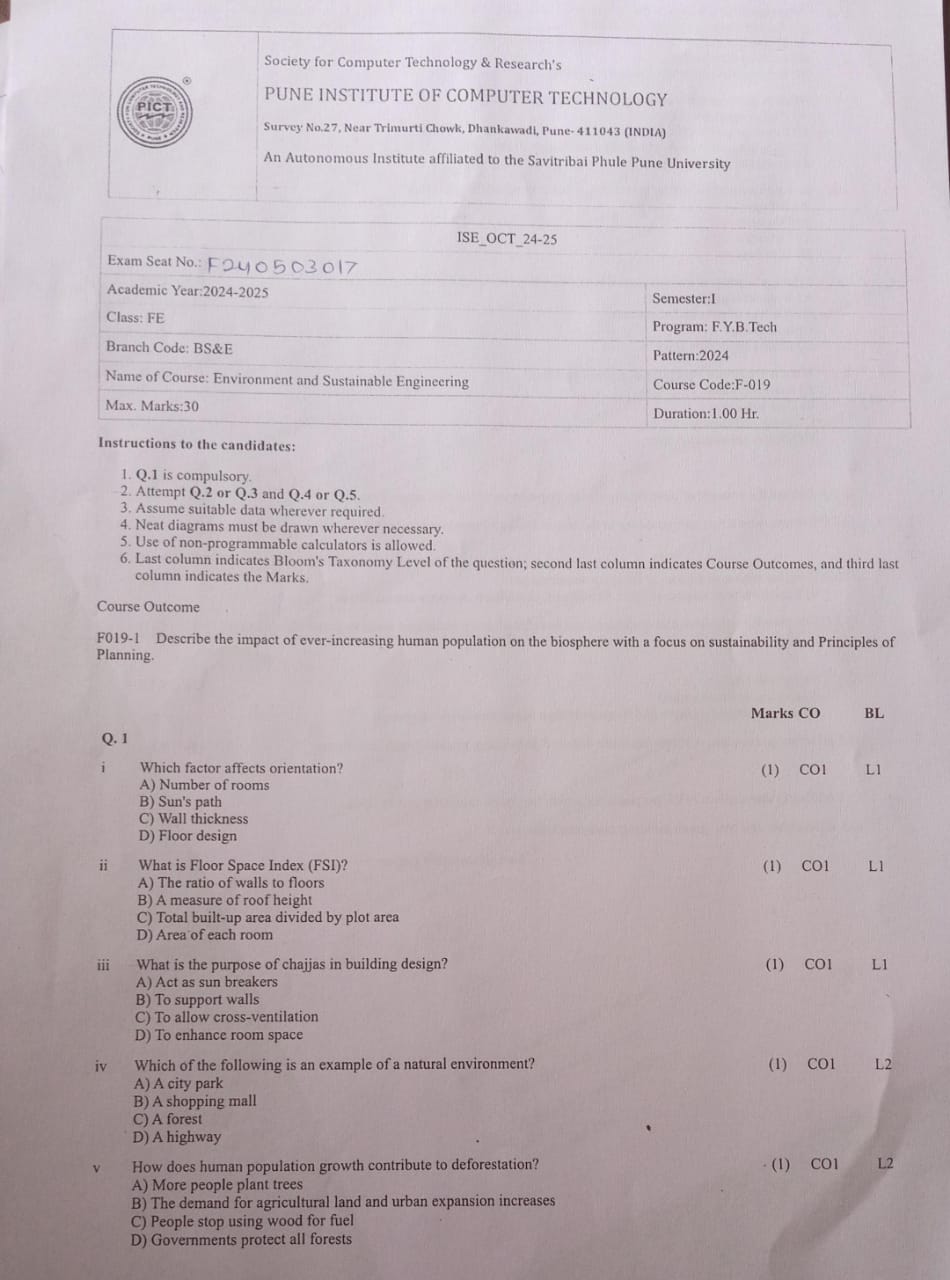 PICT
Society for Computer Technology & Research's
PUNE INSTITUTE OF COMPUTER TECHNOLOGY
Survey No.27, Near Trimurti Chowk, Dhankawadi, Pune- 411043 (INDIA)
An Autonomous Institute affiliated to the Savitribai Phule Pune University
ISE_OCT_24-25
Exam Seat No.: F240503017
Academic Year:2024-2025
Semester:I
Class: FE
Program: F.Y.B.Tech
Branch Code: BS&E
Pattern:2024
Name of Course: Environment and Sustainable Engineering
Course Code:F-019
Max. Marks:30
Duration:1.00 Hr.
Instructions to the candidates:
1. Q.1 is compulsory.
2. Attempt Q.2 or Q.3 and Q.4 or Q.5.
3. Assume suitable data wherever required.
4. Neat diagrams must be drawn wherever necessary.
5. Use of non-programmable calculators is allowed.
6. Last column indicates Bloom's Taxonomy Level of the question; second last column indicates Course Outcomes, and third last
column indicates the Marks.
Course Outcome
F019-1 Describe the impact of ever-increasing human population on the biosphere with a focus on sustainability and Principles of
Planning.
Marks CO BL
Q. 1
i Which factor affects orientation? (1) CO1 L1
A) Number of rooms
B) Sun's path
C) Wall thickness
D) Floor design
ii What is Floor Space Index (FSI)? (1) CO1 L1
A) The ratio of walls to floors
B) A measure of roof height
C) Total built-up area divided by plot area
D) Area of each room
iii What is the purpose of chajjas in building design? (1) CO1 L1
A) Act as sun breakers
B) To support walls
C) To allow cross-ventilation
D) To enhance room space
iv Which of the following is an example of a natural environment? (1) CO1 L2
A) A city park
B) A shopping mall
C) A forest
D) A highway
v How does human population growth contribute to deforestation? (1) CO1 L2
A) More people plant trees
B) The demand for agricultural land and urban expansion increases
C) People stop using wood for fuel
D) Governments protect all forests